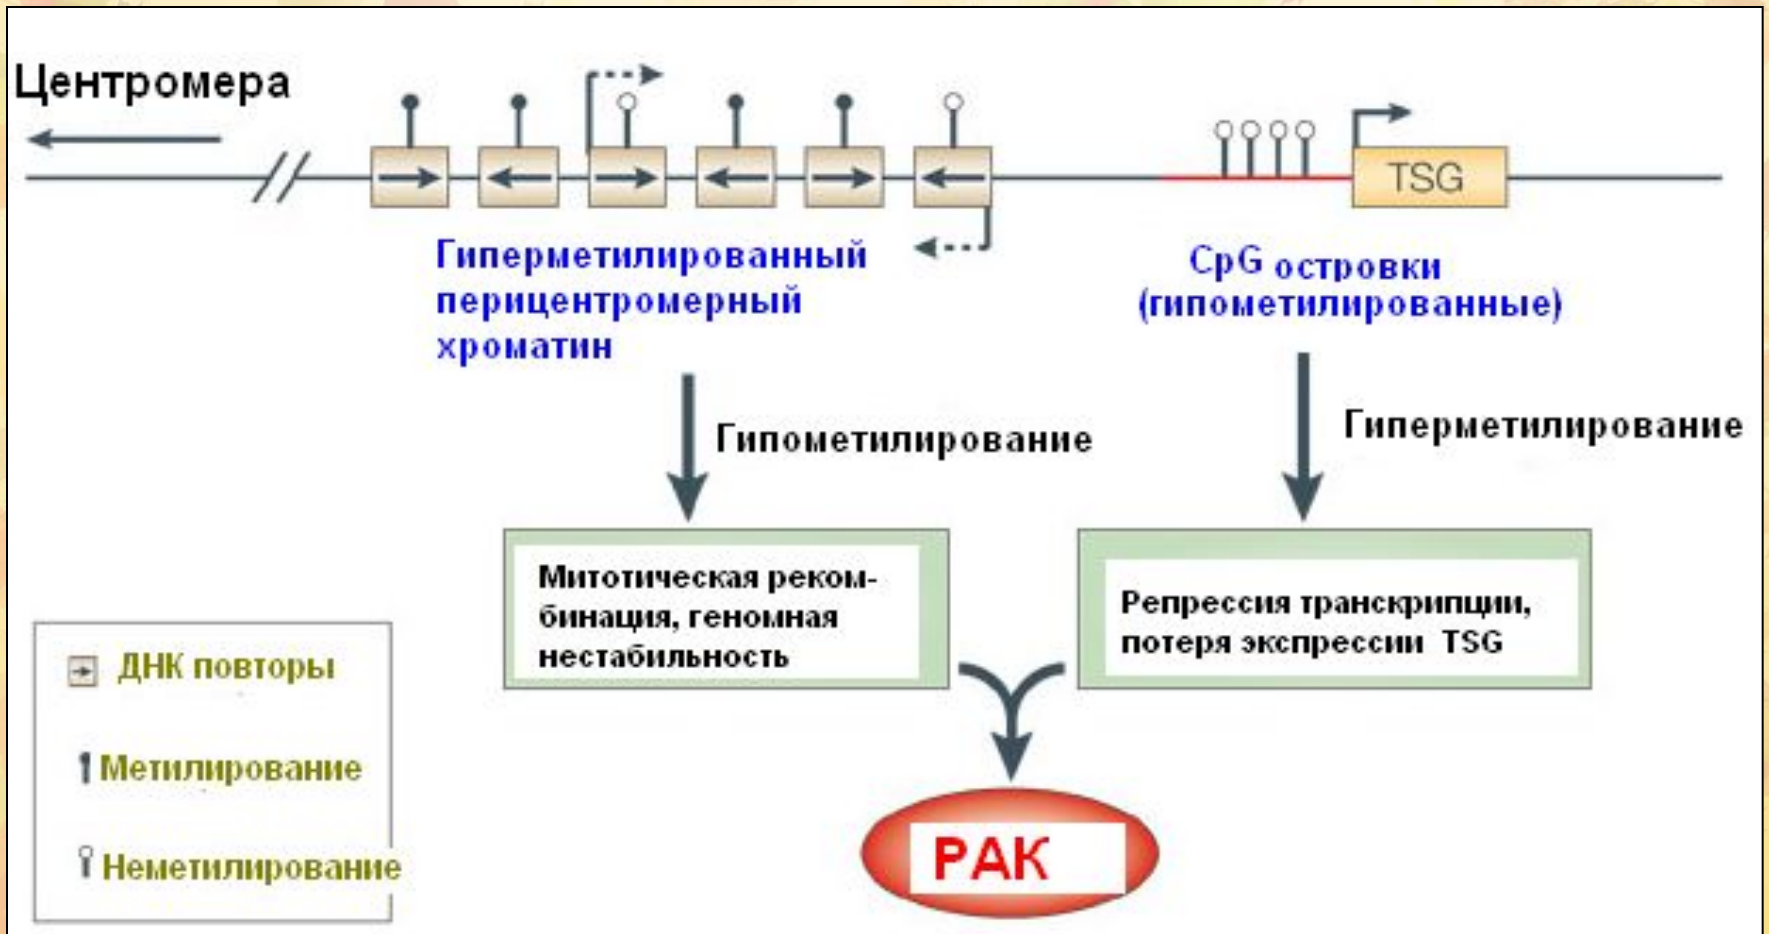 Центромера
TSG
Гиперметилированный
перицентромерный
хроматин
CpG островки
(гипометилированные)
Гипометилирование
Гиперметилирование
Митотическая реком-
бинация, геномная
нестабильность
Репрессия транскрипции,
потеря экспрессии TSG
ДНК повторы
Метилирование
Неметилирование
РАК